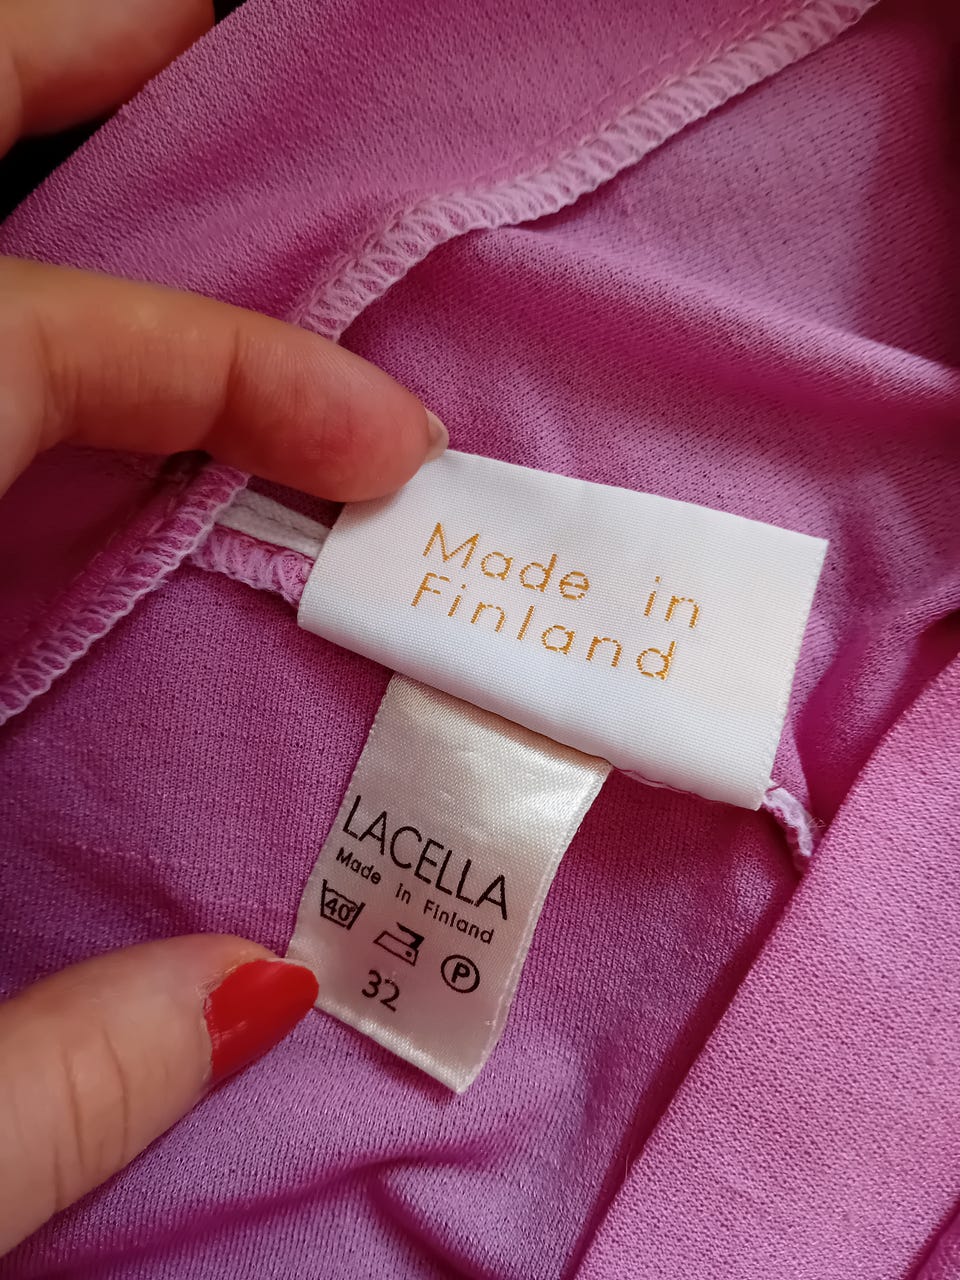 Made in
Finland
LACELLA
Made in Finland
40°
P
32